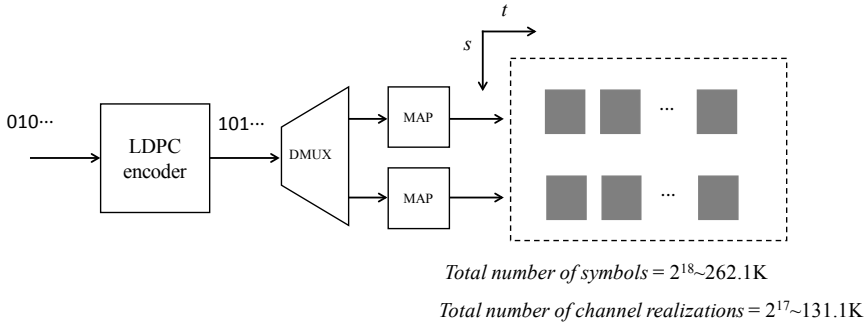 t
s
010···
LDPC
encoder
101···
DMUX
MAP
...
MAP
...
Total number of symbols = 2¹⁸~262.1K
Total number of channel realizations = 2¹⁷~131.1K